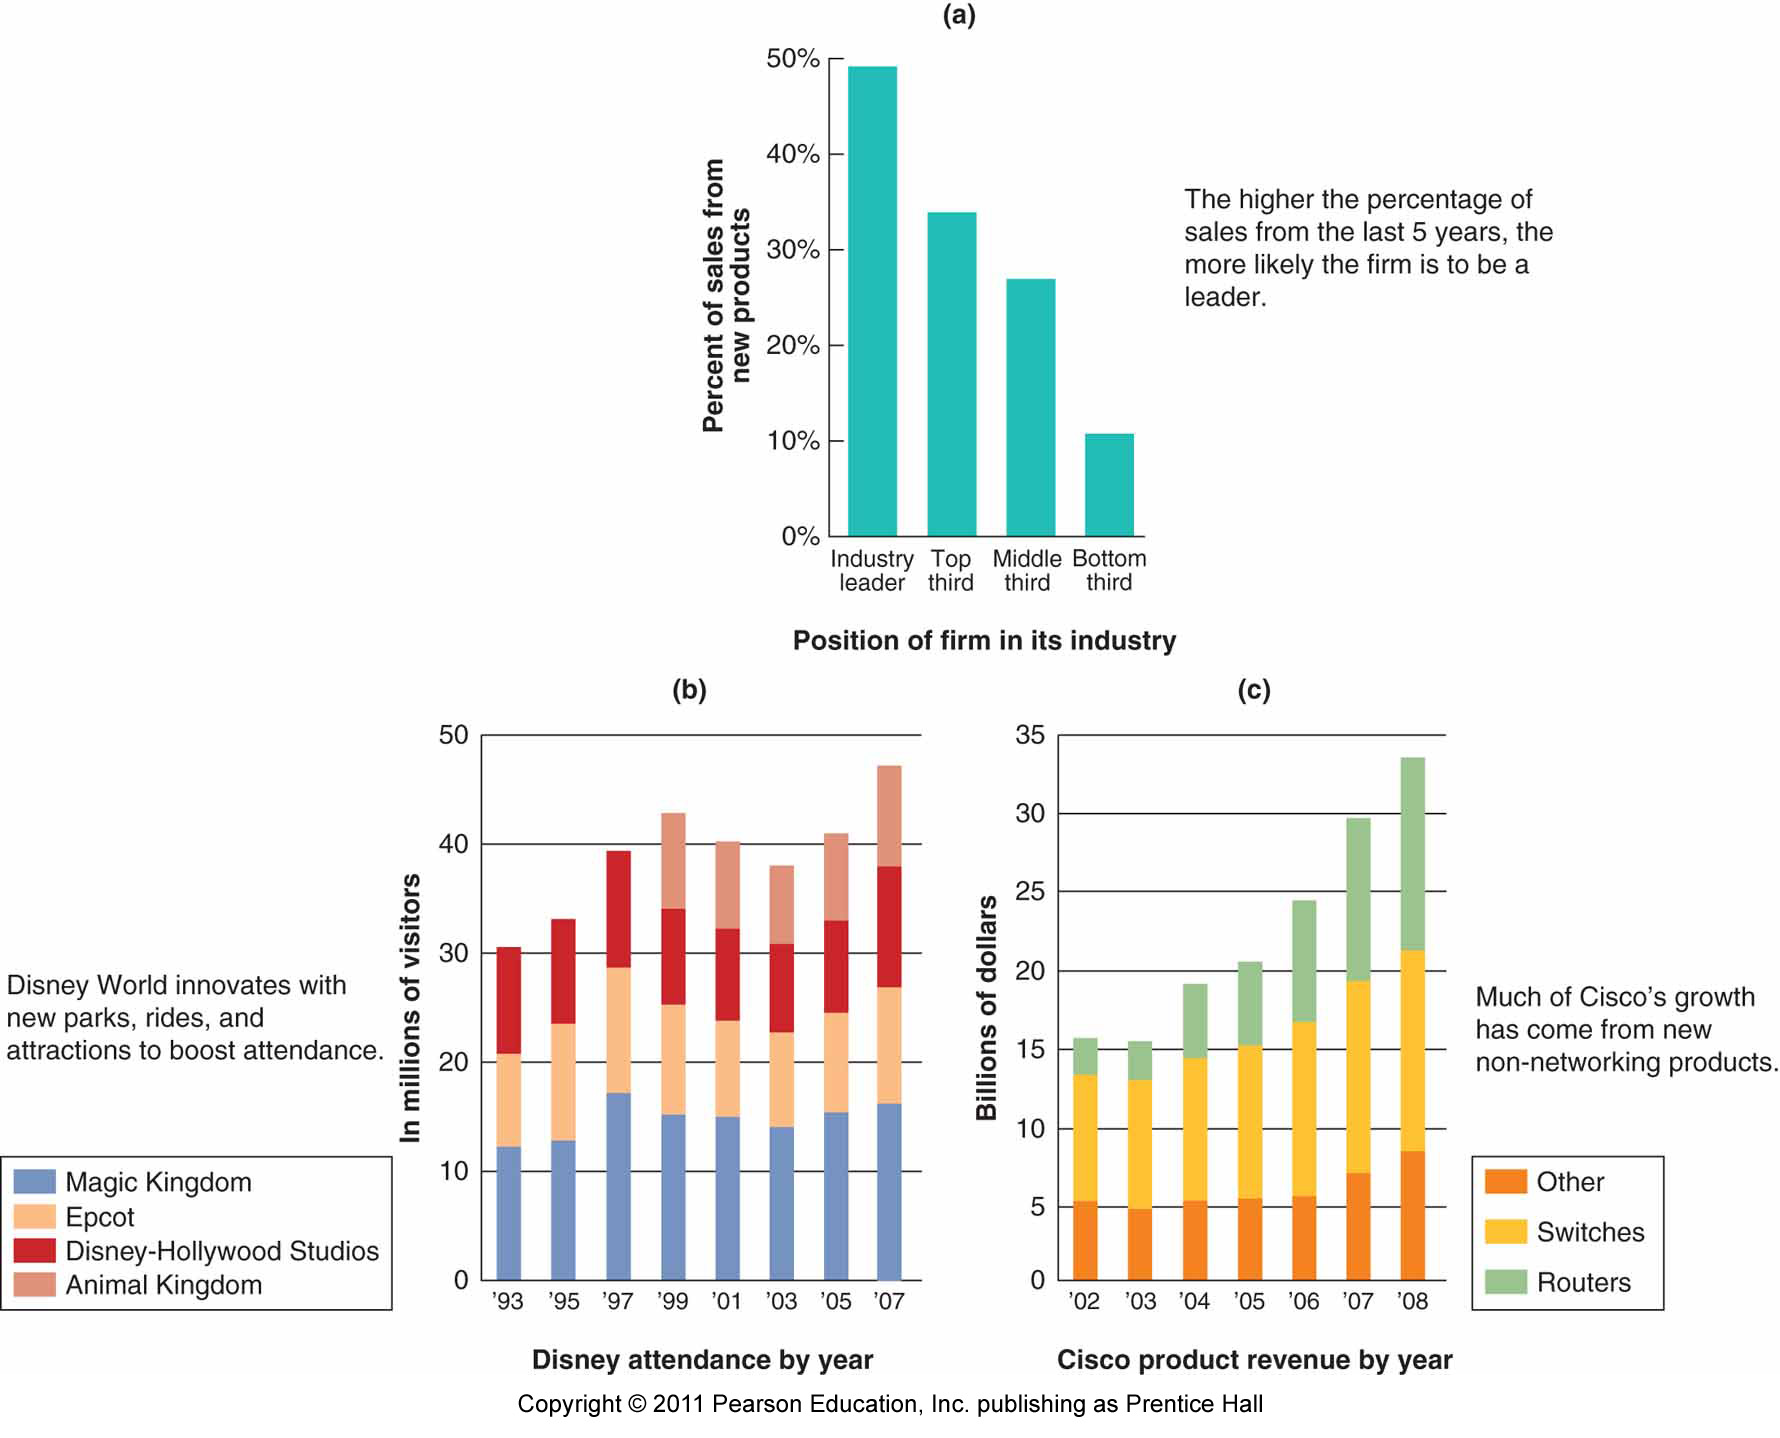 (a)
50%
40%
30%
20%
10%
0%
Percent of sales from
new products
Industry
leader
Top
third
Middle
third
Bottom
third
Position of firm in its industry
The higher the percentage of
sales from the last 5 years, the
more likely the firm is to be a
leader.
(b)
50
40
30
20
10
0
In millions of visitors
'93 '95 '97 '99 '01 '03 '05 '07
Disney attendance by year
Disney World innovates with
new parks, rides, and
attractions to boost attendance.
Magic Kingdom
Epcot
Disney-Hollywood Studios
Animal Kingdom
(c)
35
30
25
20
15
10
5
0
Billions of dollars
'02 '03 '04 '05 '06 '07 '08
Cisco product revenue by year
Much of Cisco's growth
has come from new
non-networking products.
Other
Switches
Routers
Copyright © 2011 Pearson Education, Inc. publishing as Prentice Hall